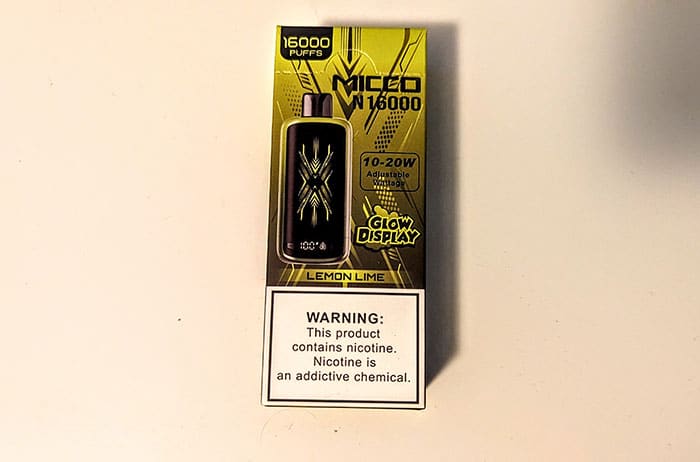 16000
PUFFS
MICCO
N16000
10-20W
Adjustable
Wattage
GLOW
DISPLAY
100%
LEMON LIME
WARNING:
This product
contains nicotine.
Nicotine is
an addictive chemical.